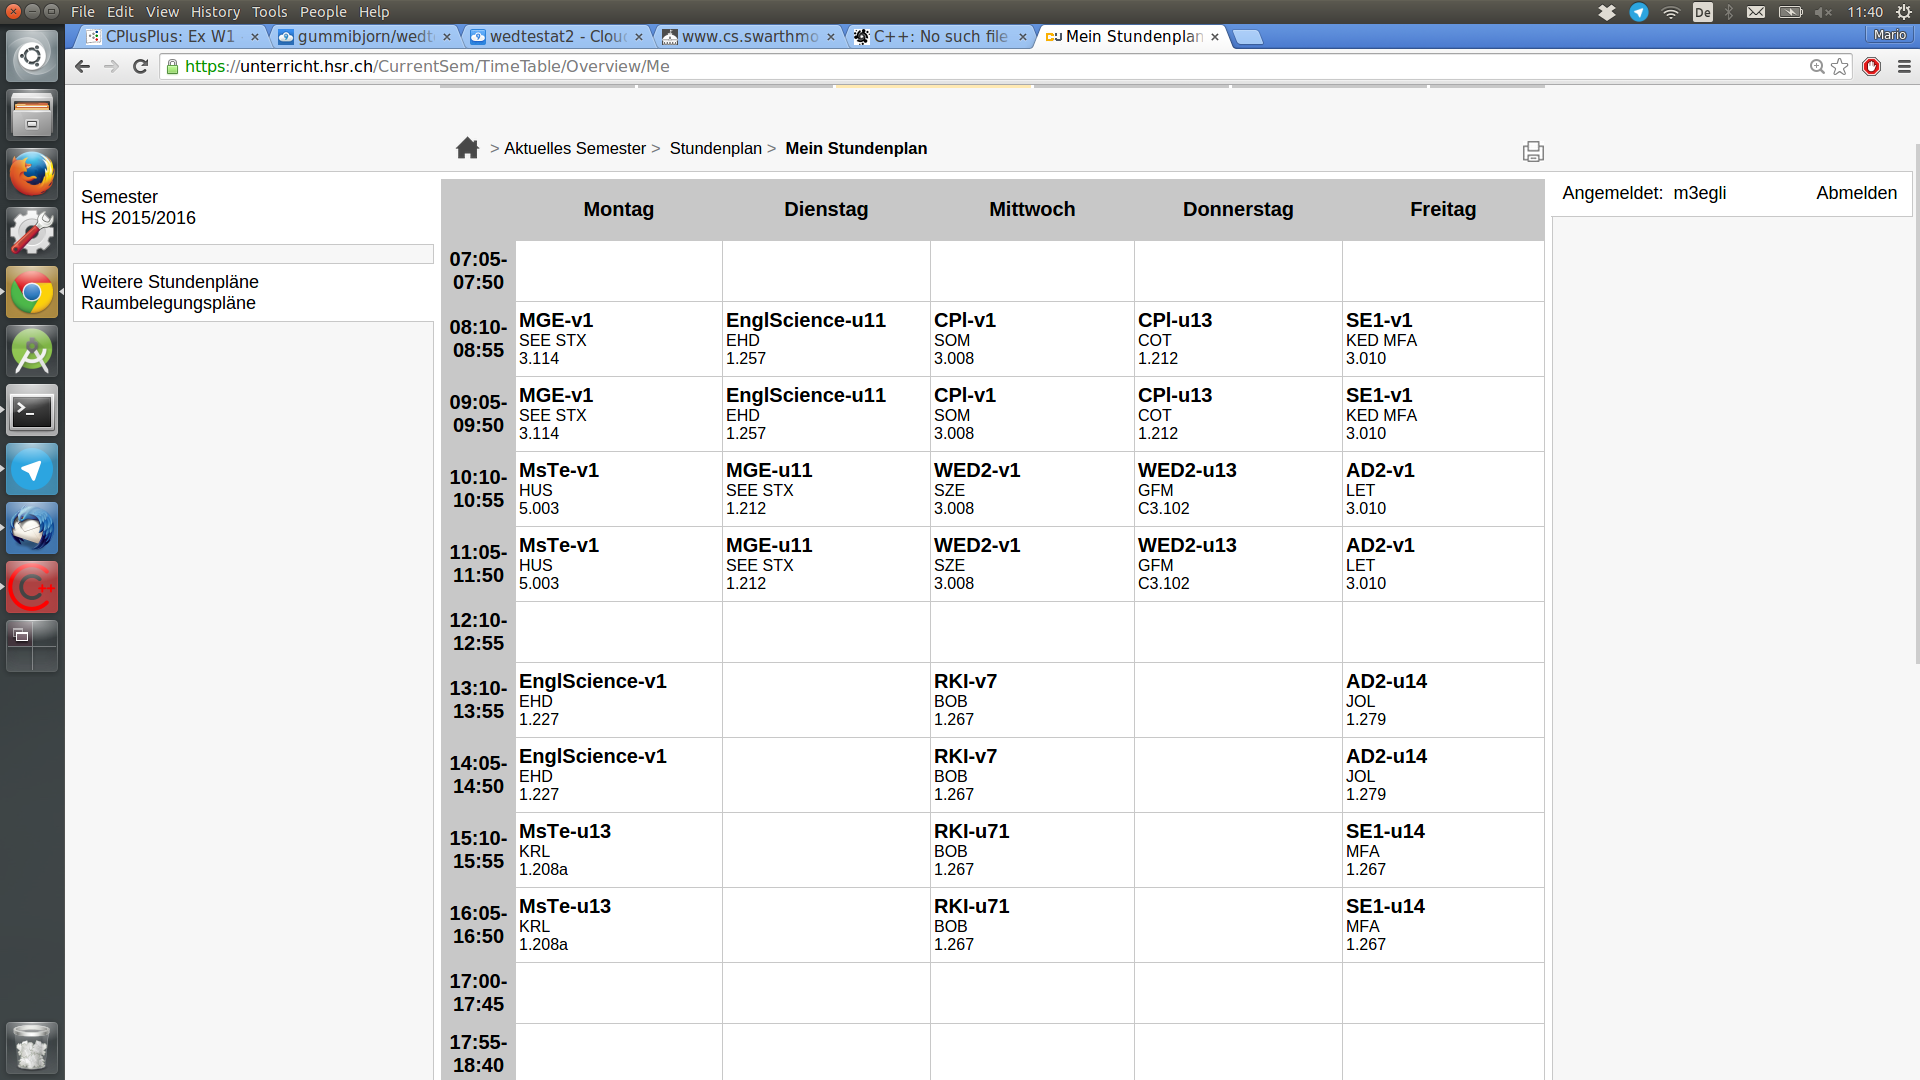 File Edit View History Tools People Help
De 11:40
CPlusPlus: Ex W1 gummibjorn/wedt wedtestat2 - Clou www.cs.swarthmo C++: No such file Mein Stundenplan Mario
https://unterricht.hsr.ch/CurrentSem/TimeTable/Overview/Me
> Aktuelles Semester > Stundenplan > Mein Stundenplan
Semester
HS 2015/2016
Weitere Stundenpläne
Raumbelegungspläne
Angemeldet: m3egli Abmelden
Montag Dienstag Mittwoch Donnerstag Freitag
07:05-
07:50
08:10-
08:55
MGE-v1 EnglScience-u11 CPl-v1 CPl-u13 SE1-v1
SEE STX EHD SOM COT KED MFA
3.114 1.257 3.008 1.212 3.010
09:05-
09:50
MGE-v1 EnglScience-u11 CPl-v1 CPl-u13 SE1-v1
SEE STX EHD SOM COT KED MFA
3.114 1.257 3.008 1.212 3.010
10:10-
10:55
MsTe-v1 MGE-u11 WED2-v1 WED2-u13 AD2-v1
HUS SEE STX SZE GFM LET
5.003 1.212 3.008 C3.102 3.010
11:05-
11:50
MsTe-v1 MGE-u11 WED2-v1 WED2-u13 AD2-v1
HUS SEE STX SZE GFM LET
5.003 1.212 3.008 C3.102 3.010
12:10-
12:55
13:10-
13:55
EnglScience-v1 RKI-v7 AD2-u14
EHD BOB JOL
1.227 1.267 1.279
14:05-
14:50
EnglScience-v1 RKI-v7 AD2-u14
EHD BOB JOL
1.227 1.267 1.279
15:10-
15:55
MsTe-u13 RKI-u71 SE1-u14
KRL BOB MFA
1.208a 1.267 1.267
16:05-
16:50
MsTe-u13 RKI-u71 SE1-u14
KRL BOB MFA
1.208a 1.267 1.267
17:00-
17:45
17:55-
18:40